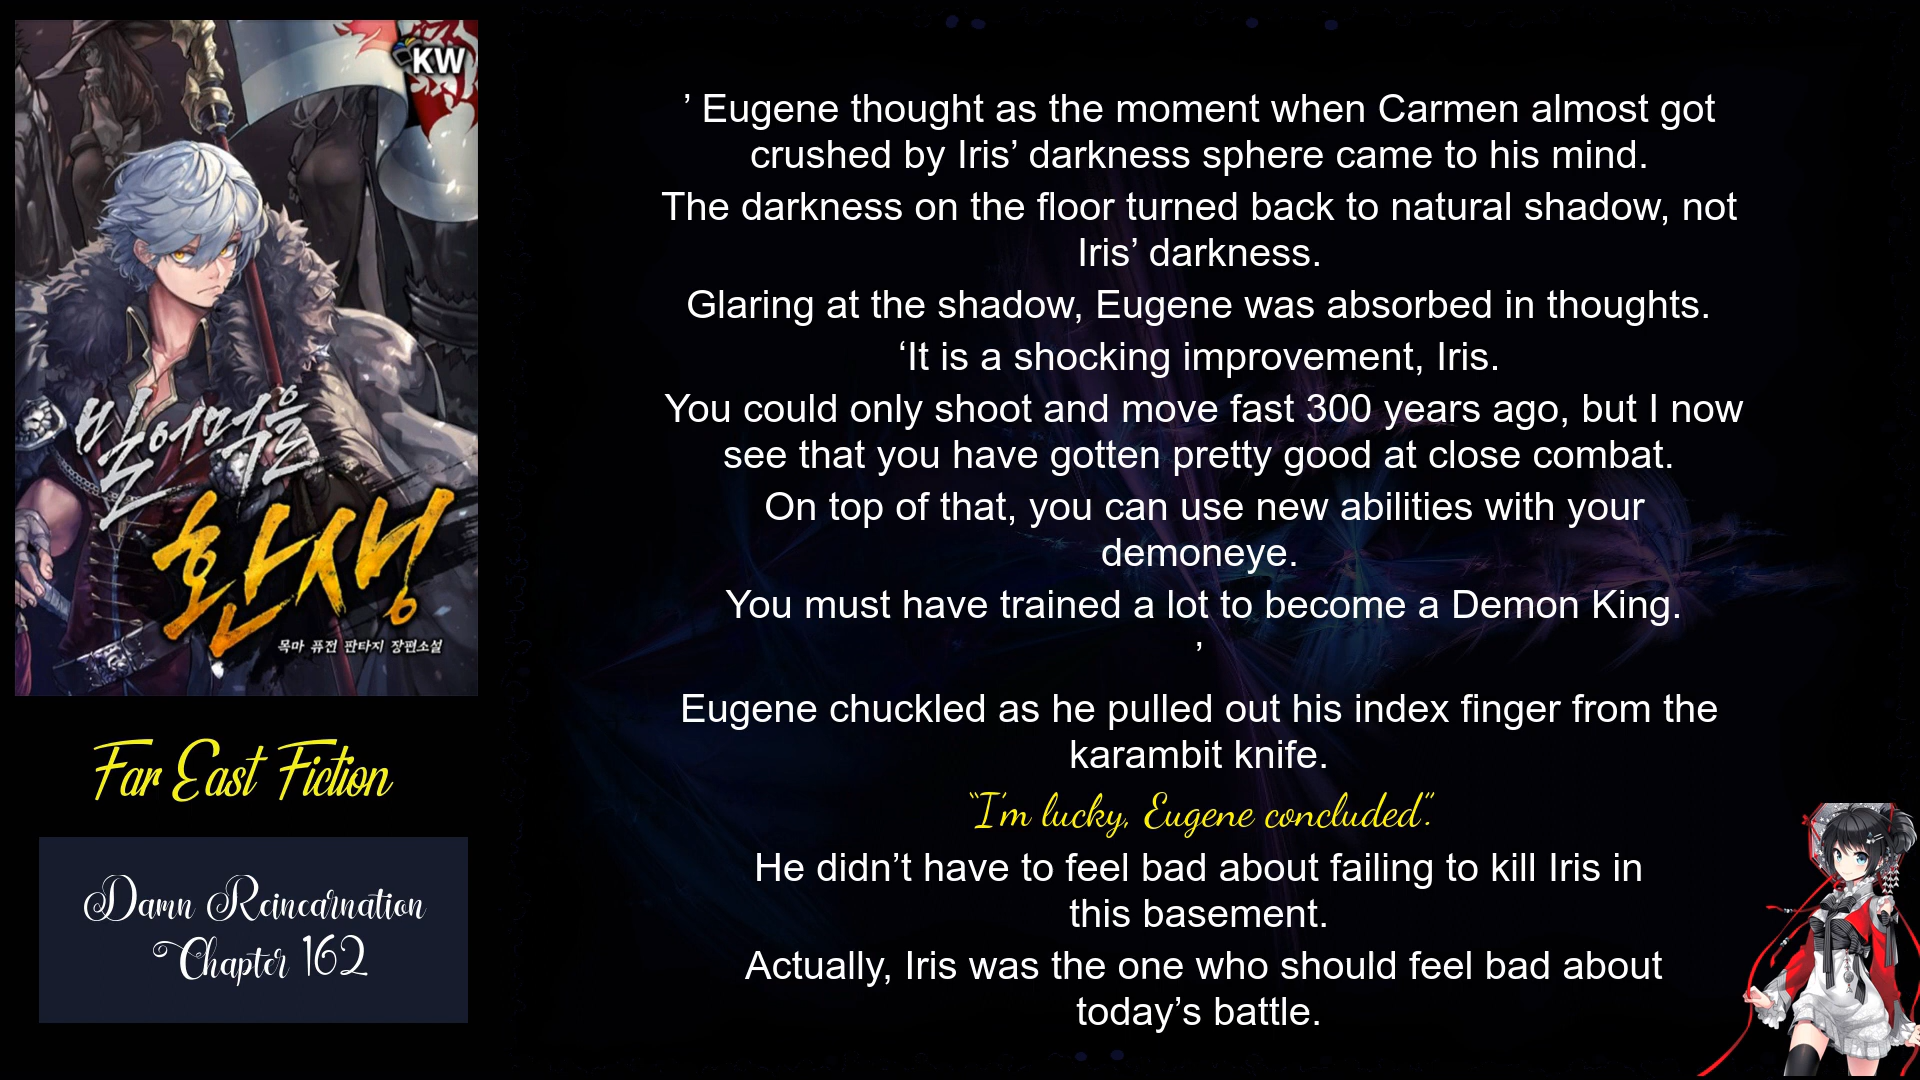 KW
빌어먹을
환생
목마 퓨전 판타지 장편소설
Far East Fiction
Damn Reincarnation
Chapter 162
’ Eugene thought as the moment when Carmen almost got
crushed by Iris’ darkness sphere came to his mind.
The darkness on the floor turned back to natural shadow, not
Iris’ darkness.
Glaring at the shadow, Eugene was absorbed in thoughts.
‘It is a shocking improvement, Iris.
You could only shoot and move fast 300 years ago, but I now
see that you have gotten pretty good at close combat.
On top of that, you can use new abilities with your
demoneye.
You must have trained a lot to become a Demon King.
’
Eugene chuckled as he pulled out his index finger from the
karambit knife.
“I’m lucky, Eugene concluded”.
He didn’t have to feel bad about failing to kill Iris in
this basement.
Actually, Iris was the one who should feel bad about
today’s battle.